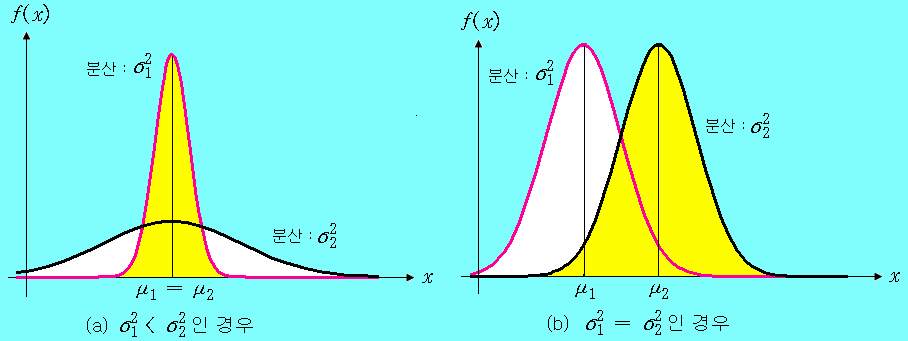 f(x)
분산 : σ₁²
분산 : σ₂²
x
μ₁ = μ₂
(a) σ₁² < σ₂² 인 경우
f(x)
분산 : σ₁²
분산 : σ₂²
x
μ₁ μ₂
(b) σ₁² = σ₂² 인 경우